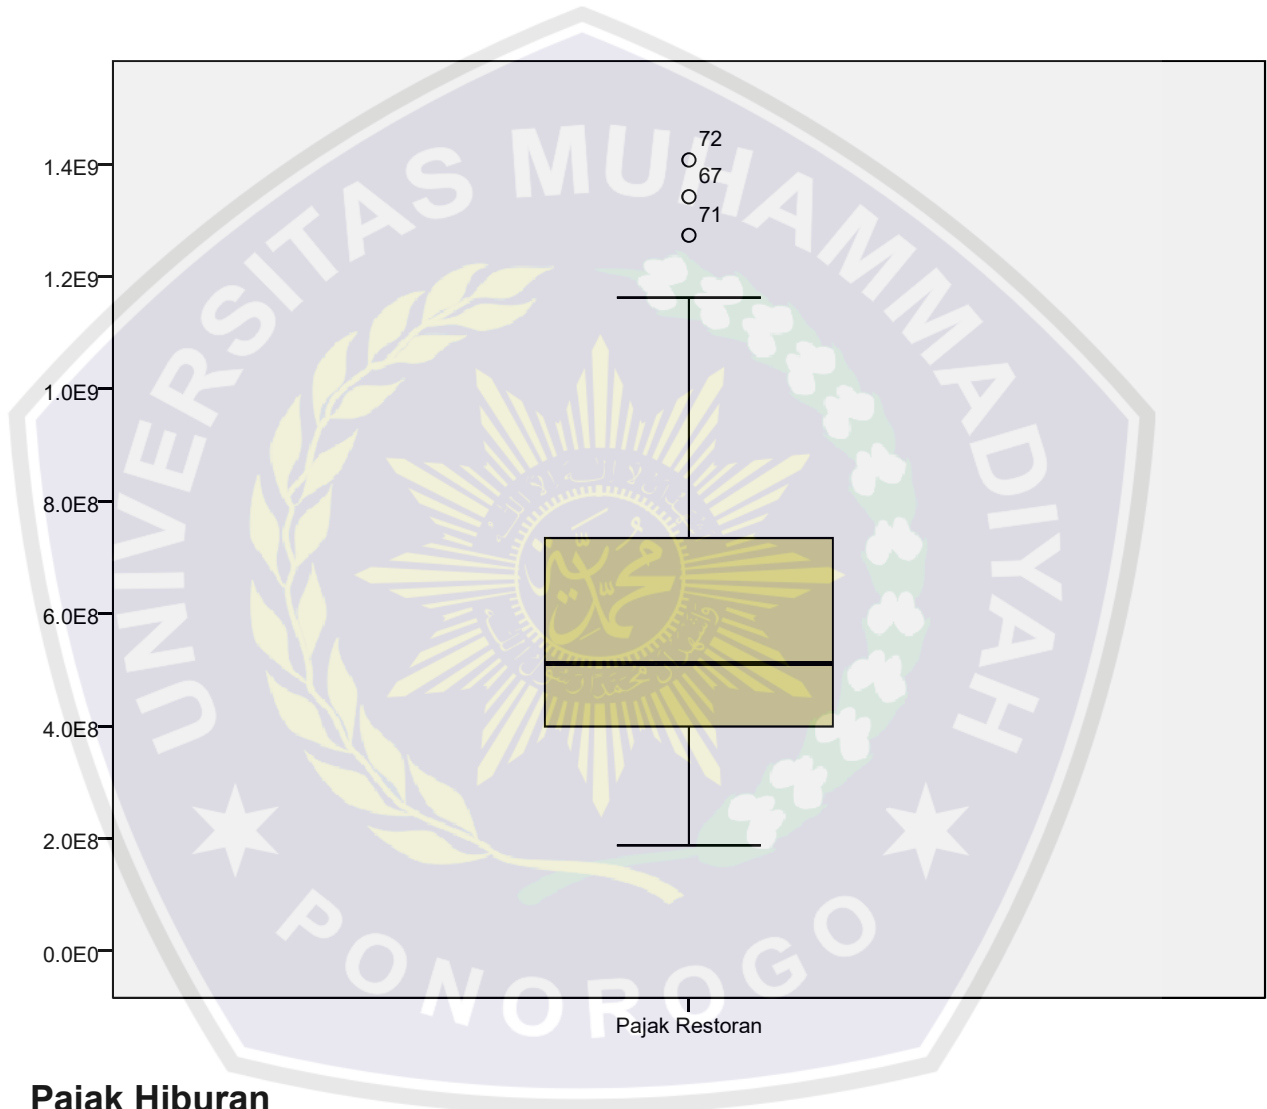 UNIVERSITAS MUHAMMADIYAH
72
1.4E9
67
71
1.2E9
1.0E9
8.0E8
6.0E8
4.0E8
2.0E8
0.0E0
PONOROGO
Pajak Restoran
Pajak Hiburan